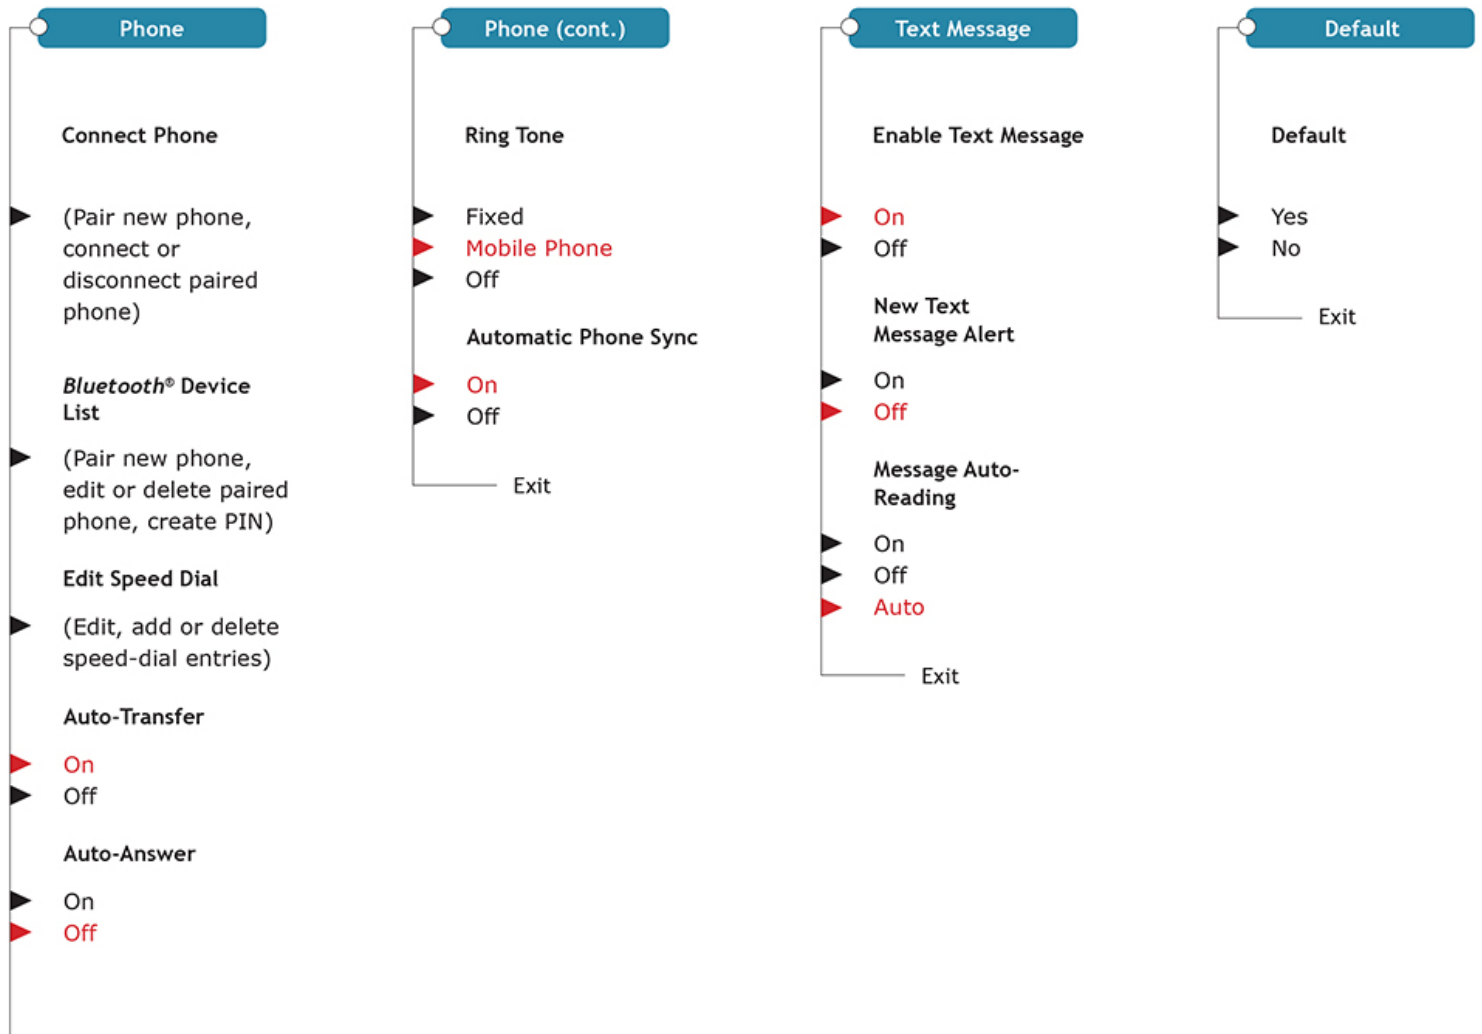 Phone
Connect Phone
(Pair new phone,
connect or
disconnect paired
phone)
Bluetooth® Device
List
(Pair new phone,
edit or delete paired
phone, create PIN)
Edit Speed Dial
(Edit, add or delete
speed-dial entries)
Auto-Transfer
On
Off
Auto-Answer
On
Off
Phone (cont.)
Ring Tone
Fixed
Mobile Phone
Off
Automatic Phone Sync
On
Off
Exit
Text Message
Enable Text Message
On
Off
New Text
Message Alert
On
Off
Message Auto-
Reading
On
Off
Auto
Exit
Default
Default
Yes
No
Exit